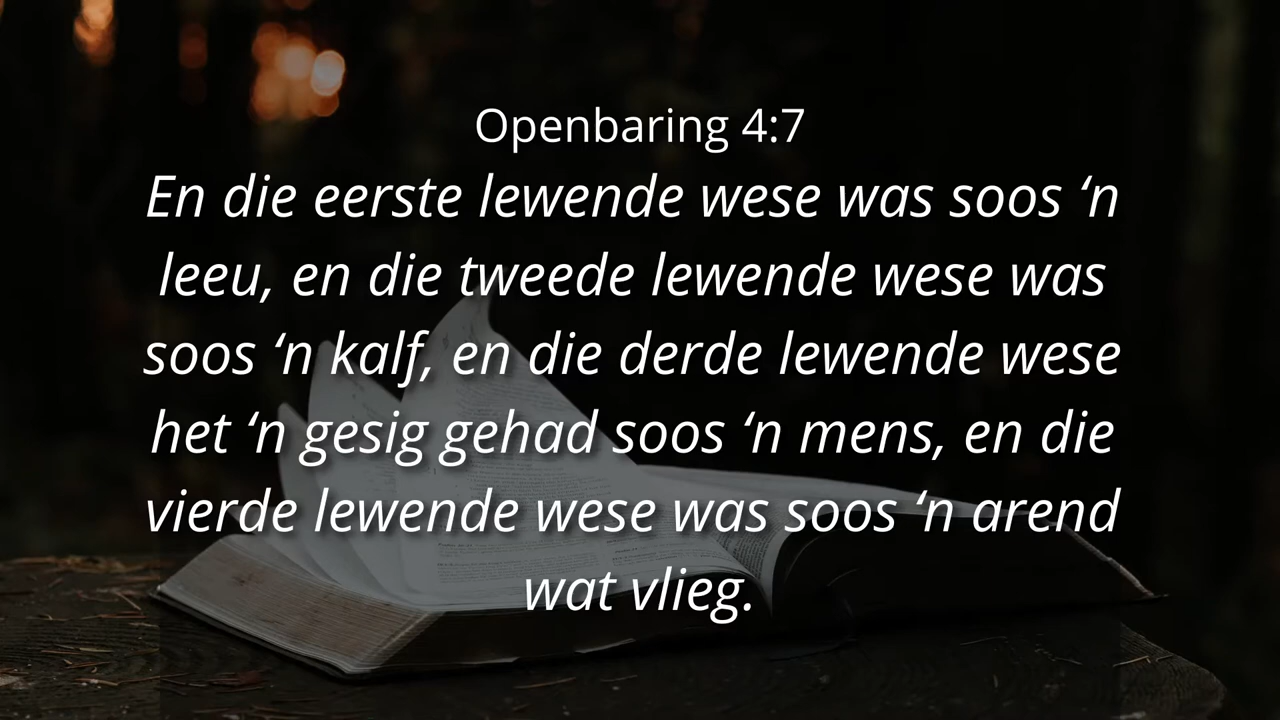 Openbaring 4:7
En die eerste lewende wese was soos ‘n
leeu, en die tweede lewende wese was
soos ‘n kalf, en die derde lewende wese
het ‘n gesig gehad soos ‘n mens, en die
vierde lewende wese was soos ‘n arend
wat vlieg.